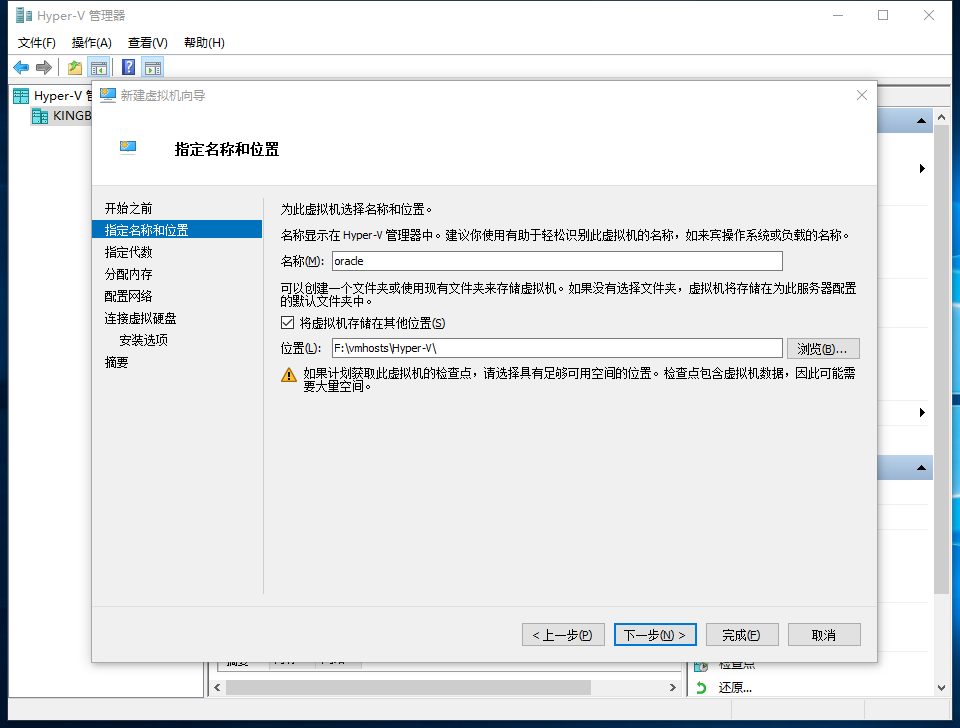 Hyper-V 管理器
文件(F) 操作(A) 查看(V) 帮助(H)
Hyper-V 管
KINGB
新建虚拟机向导
指定名称和位置
开始之前
指定名称和位置
指定代数
分配内存
配置网络
连接虚拟硬盘
安装选项
摘要
为此虚拟机选择名称和位置。
名称显示在 Hyper-V 管理器中。建议你使用有助于轻松识别此虚拟机的名称，如来宾操作系统或负载的名称。
名称(M): oracle
可以创建一个文件夹或使用现有文件夹来存储虚拟机。如果没有选择文件夹，虚拟机将存储在为此服务器配置
的默认文件夹中。
将虚拟机存储在其他位置(S)
位置(L): F:\vmhosts\Hyper-V\ 浏览(B)...
如果计划获取此虚拟机的检查点，请选择具有足够可用空间的位置。检查点包含虚拟机数据，因此可能需
要大量空间。
< 上一步(P) 下一步(N) > 完成(F) 取消
检查点
还原...